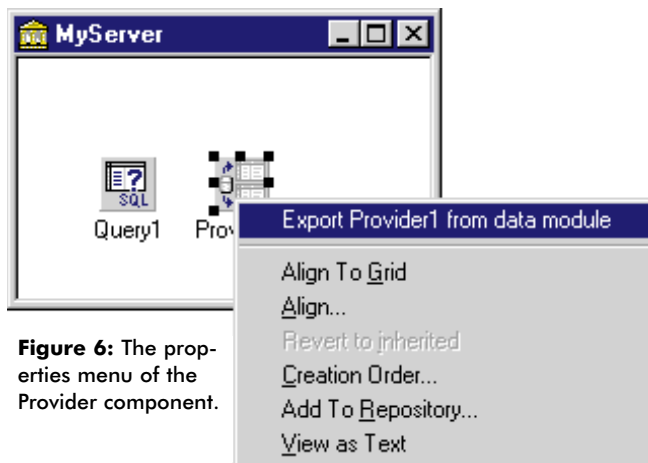 MyServer
SQL
Query1
Export Provider1 from data module
Align To Grid
Align...
Revert to inherited
Creation Order...
Add To Repository...
View as Text
Figure 6: The prop-
erties menu of the
Provider component.